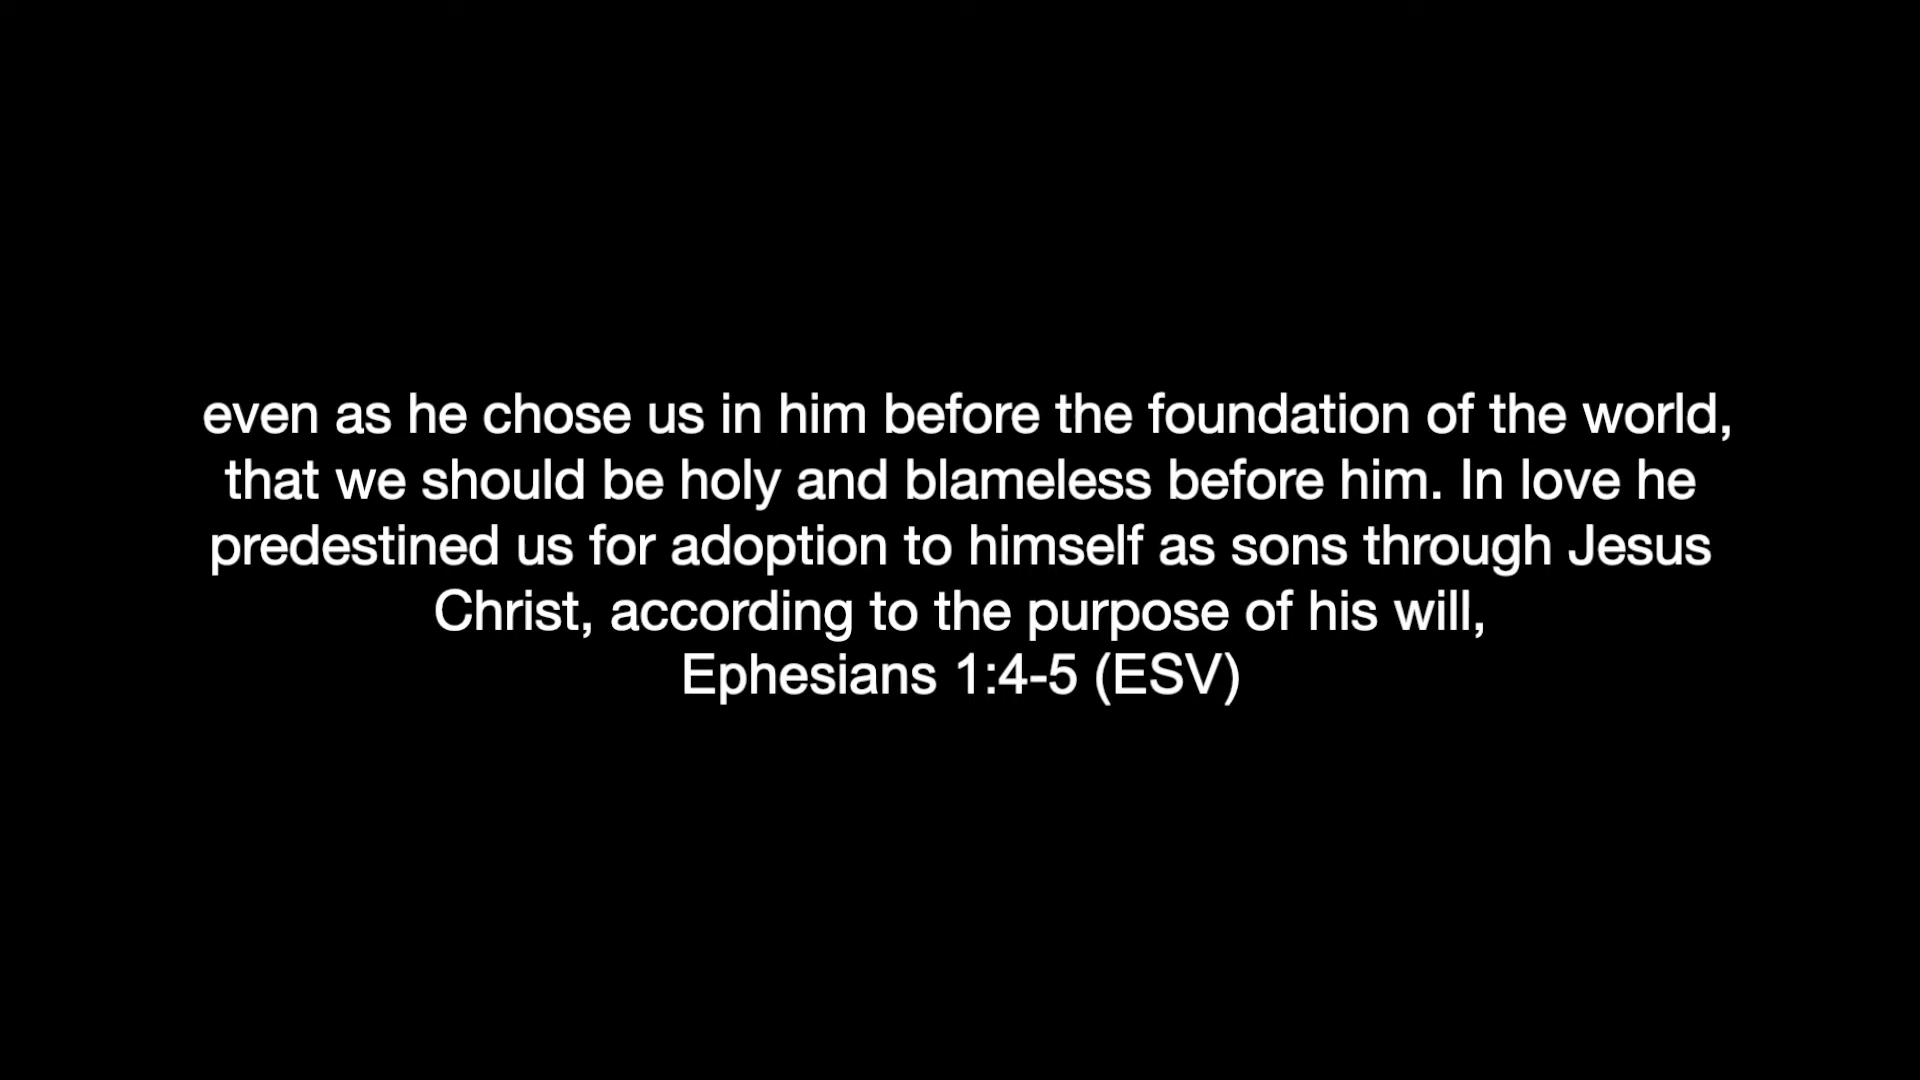 even as he chose us in him before the foundation of the world,
that we should be holy and blameless before him. In love he
predestined us for adoption to himself as sons through Jesus
Christ, according to the purpose of his will,
Ephesians 1:4-5 (ESV)